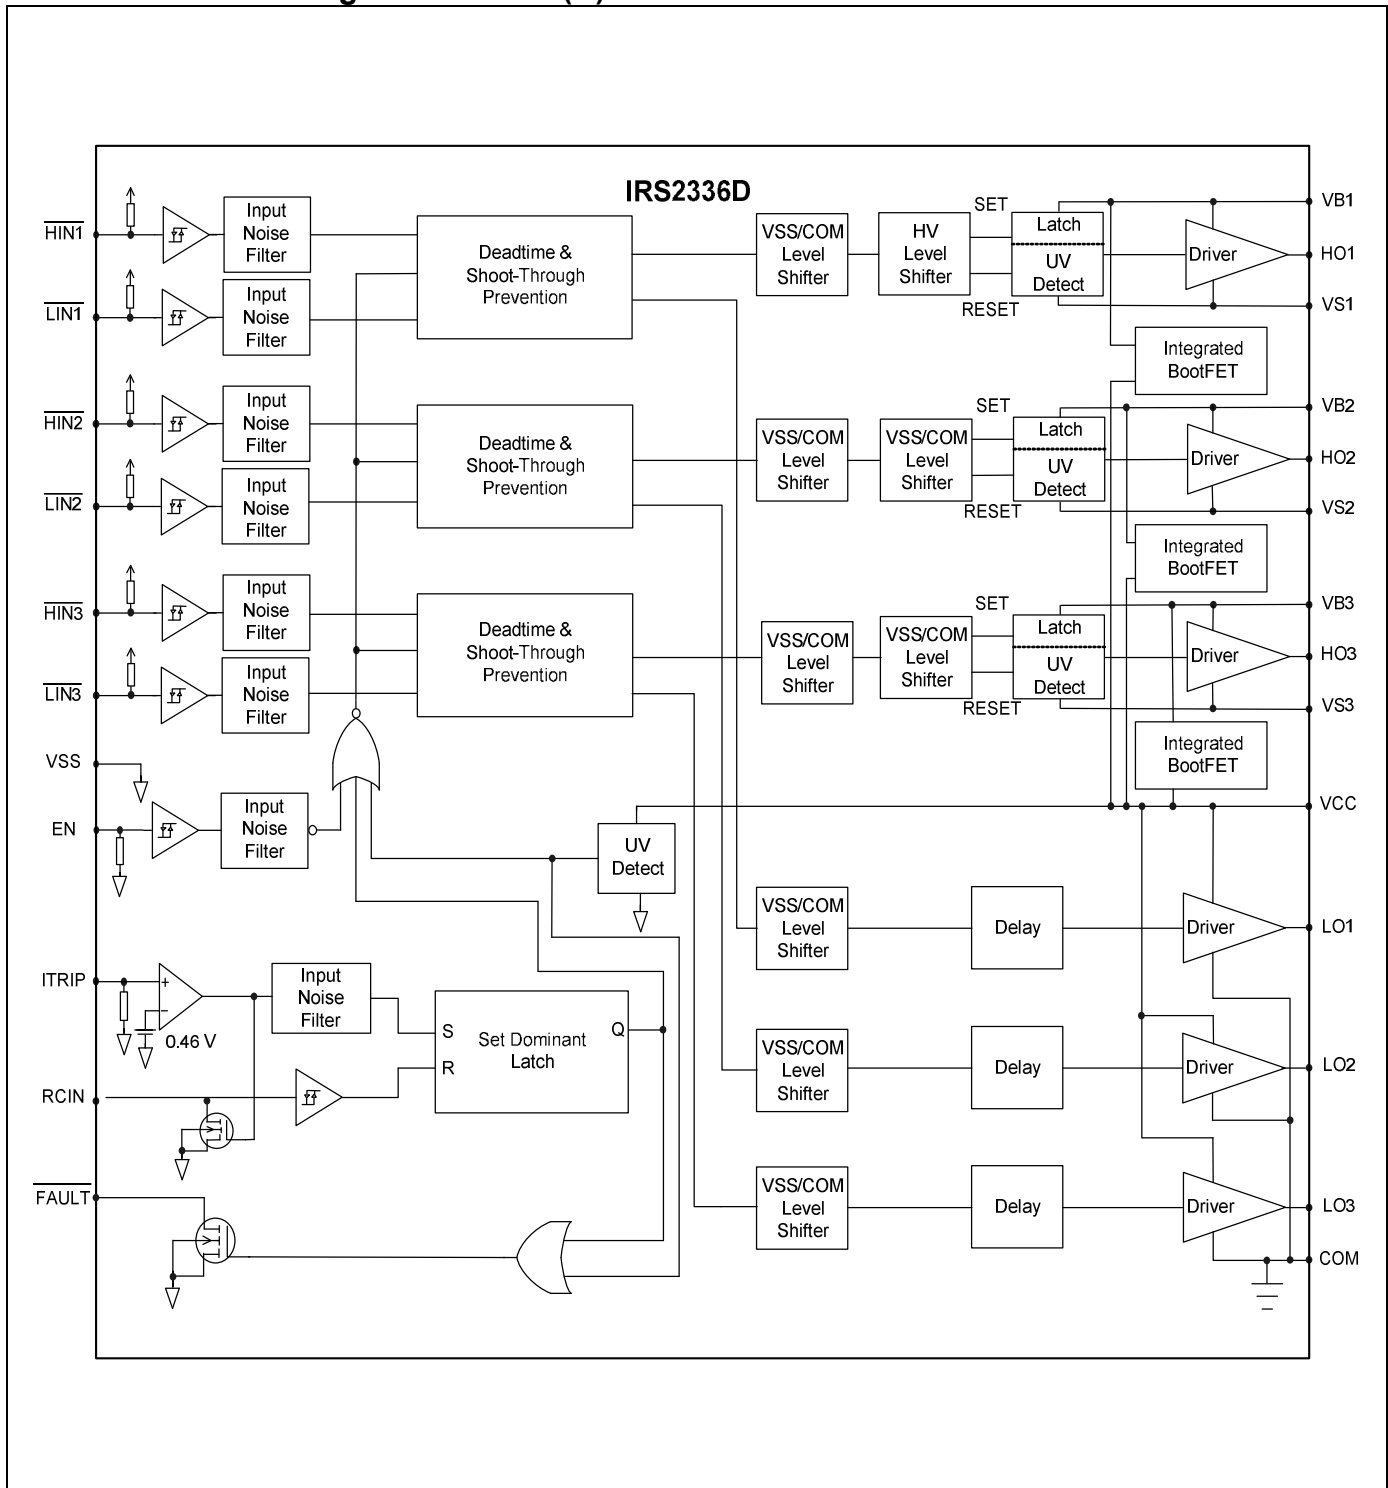 IRS2336D
HIN1
Input
Noise
Filter
LIN1
Input
Noise
Filter
Deadtime &
Shoot-Through
Prevention
VSS/COM
Level
Shifter
HV
Level
Shifter
SET
RESET
Latch
UV
Detect
Driver
VB1
HO1
VS1
Integrated
BootFET
HIN2
Input
Noise
Filter
LIN2
Input
Noise
Filter
Deadtime &
Shoot-Through
Prevention
VSS/COM
Level
Shifter
VSS/COM
Level
Shifter
SET
RESET
Latch
UV
Detect
Driver
VB2
HO2
VS2
Integrated
BootFET
HIN3
Input
Noise
Filter
LIN3
Input
Noise
Filter
Deadtime &
Shoot-Through
Prevention
VSS/COM
Level
Shifter
VSS/COM
Level
Shifter
SET
RESET
Latch
UV
Detect
Driver
VB3
HO3
VS3
Integrated
BootFET
VSS
EN
Input
Noise
Filter
UV
Detect
VCC
VSS/COM
Level
Shifter
Delay
Driver
LO1
ITRIP
+
–
0.46 V
Input
Noise
Filter
S
R
Q
Set Dominant
Latch
RCIN
VSS/COM
Level
Shifter
Delay
Driver
LO2
FAULT
VSS/COM
Level
Shifter
Delay
Driver
LO3
COM